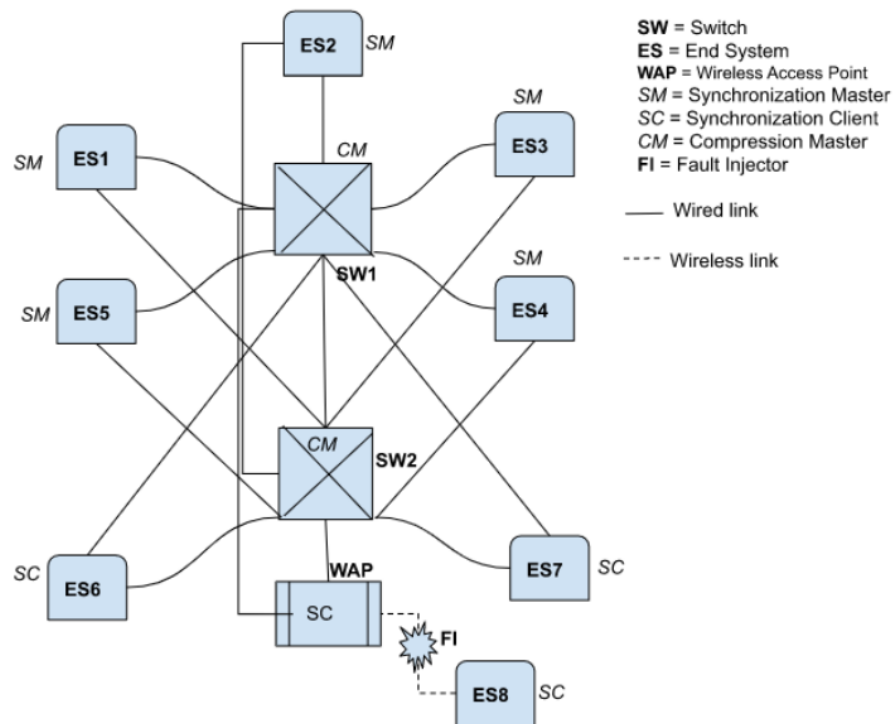 SW = Switch
ES = End System
WAP = Wireless Access Point
SM = Synchronization Master
SC = Synchronization Client
CM = Compression Master
FI = Fault Injector
Wired link
Wireless link
ES2 SM
SM ES1
CM
SM
ES3
SW1
SM ES5
SM
ES4
CM
SW2
SC ES6
WAP
SC
ES7 SC
FI
ES8 SC